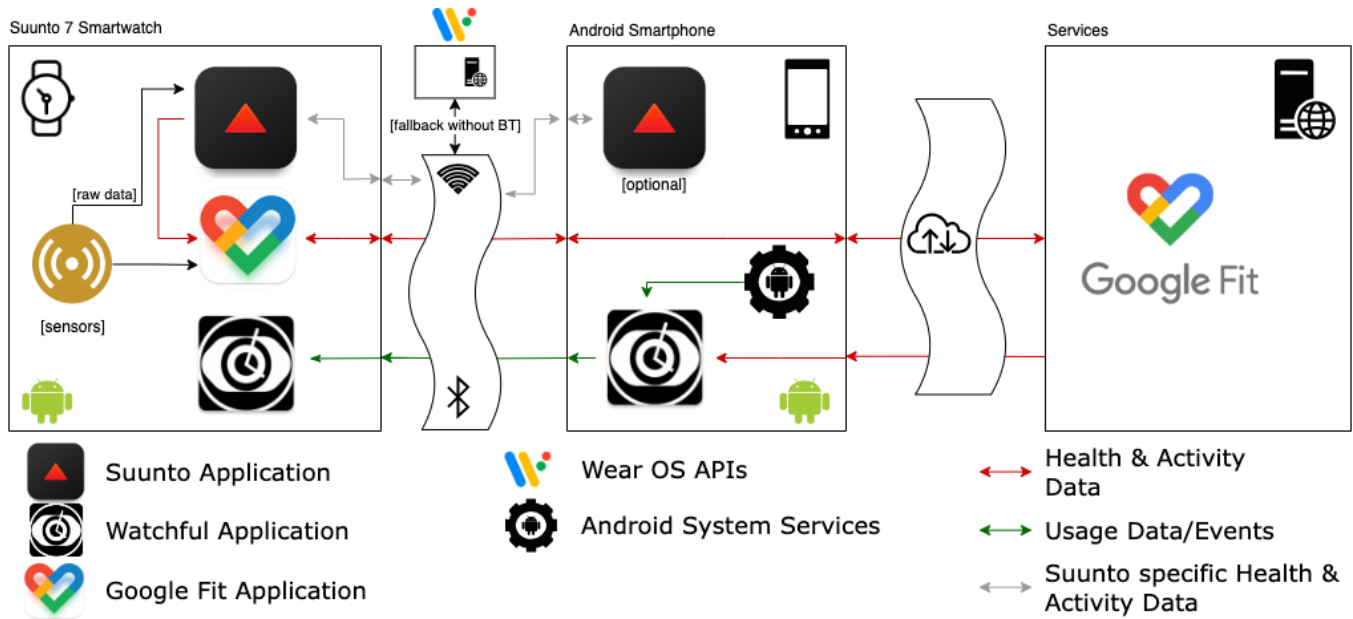 Suunto 7 Smartwatch
Android Smartphone
Services
[fallback without BT]
[optional]
[raw data]
[sensors]
Google Fit
Suunto Application
Watchful Application
Google Fit Application
Wear OS APIs
Android System Services
Health & Activity
Data
Usage Data/Events
Suunto specific Health &
Activity Data